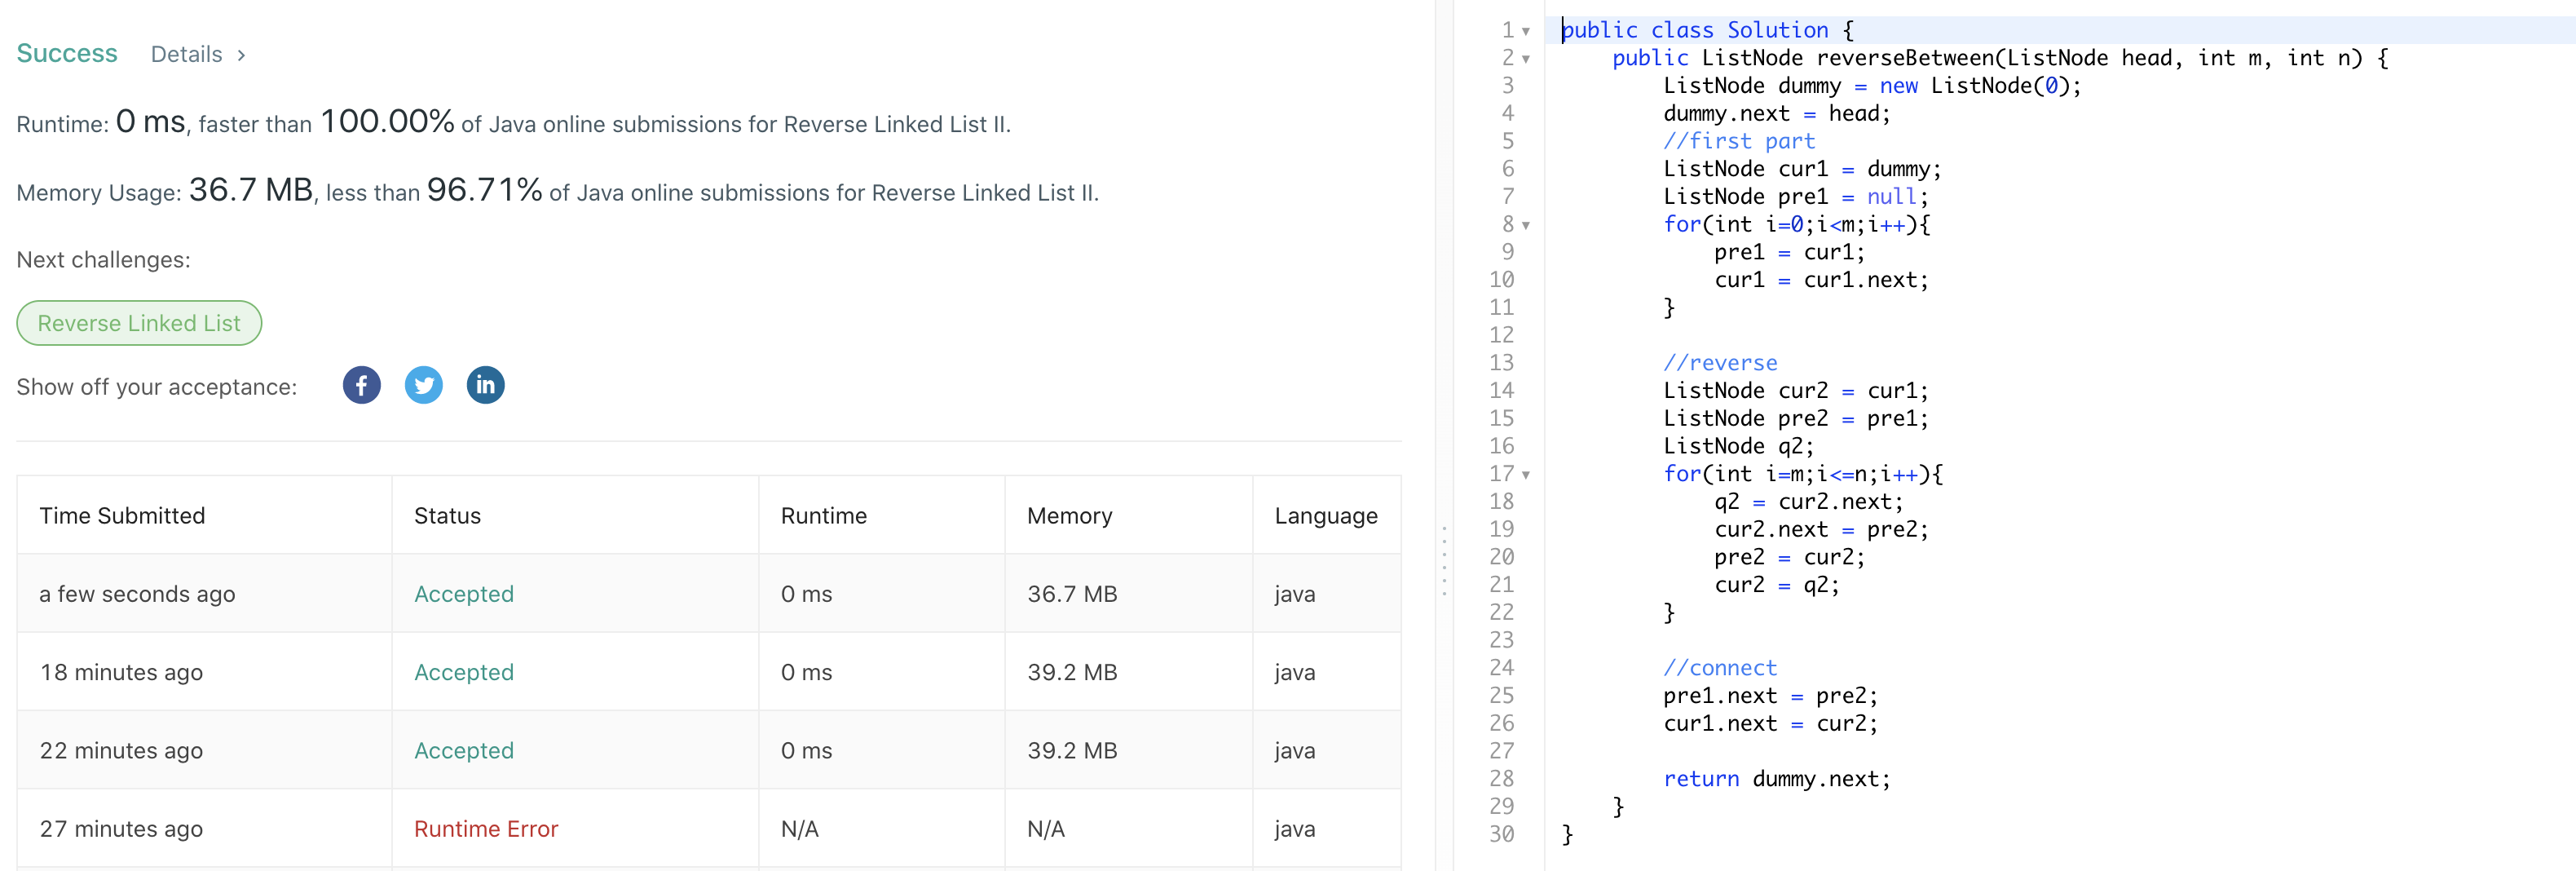 Success Details >
Runtime: 0 ms, faster than 100.00% of Java online submissions for Reverse Linked List II.
Memory Usage: 36.7 MB, less than 96.71% of Java online submissions for Reverse Linked List II.
Next challenges:
Reverse Linked List
Show off your acceptance:
f in
Time Submitted Status Runtime Memory Language
a few seconds ago Accepted 0 ms 36.7 MB java
18 minutes ago Accepted 0 ms 39.2 MB java
22 minutes ago Accepted 0 ms 39.2 MB java
27 minutes ago Runtime Error N/A N/A java
1 public class Solution {
2     public ListNode reverseBetween(ListNode head, int m, int n) {
3         ListNode dummy = new ListNode(0);
4         dummy.next = head;
5         //first part
6         ListNode cur1 = dummy;
7         ListNode pre1 = null;
8         for(int i=0;i<m;i++){
9             pre1 = cur1;
10             cur1 = cur1.next;
11         }
12
13         //reverse
14         ListNode cur2 = cur1;
15         ListNode pre2 = pre1;
16         ListNode q2;
17         for(int i=m;i<=n;i++){
18             q2 = cur2.next;
19             cur2.next = pre2;
20             pre2 = cur2;
21             cur2 = q2;
22         }
23
24         //connect
25         pre1.next = pre2;
26         cur1.next = cur2;
27
28         return dummy.next;
29     }
30 }